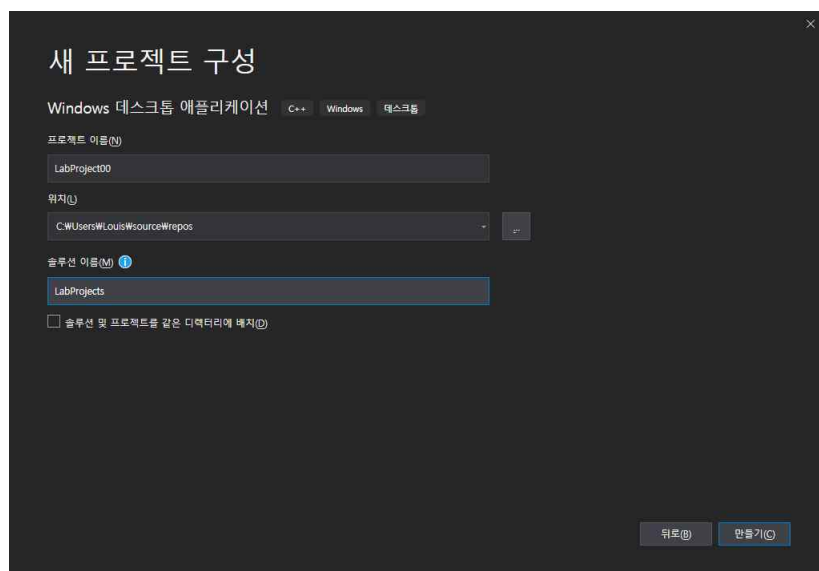 새 프로젝트 구성
Windows 데스크톱 애플리케이션 C++ Windows 데스크톱
프로젝트 이름(N)
LabProject00
위치(L)
C:₩Users₩Louis₩source₩repos
...
솔루션 이름(M)
LabProjects
솔루션 및 프로젝트를 같은 디렉터리에 배치(D)
뒤로(B) 만들기(C)